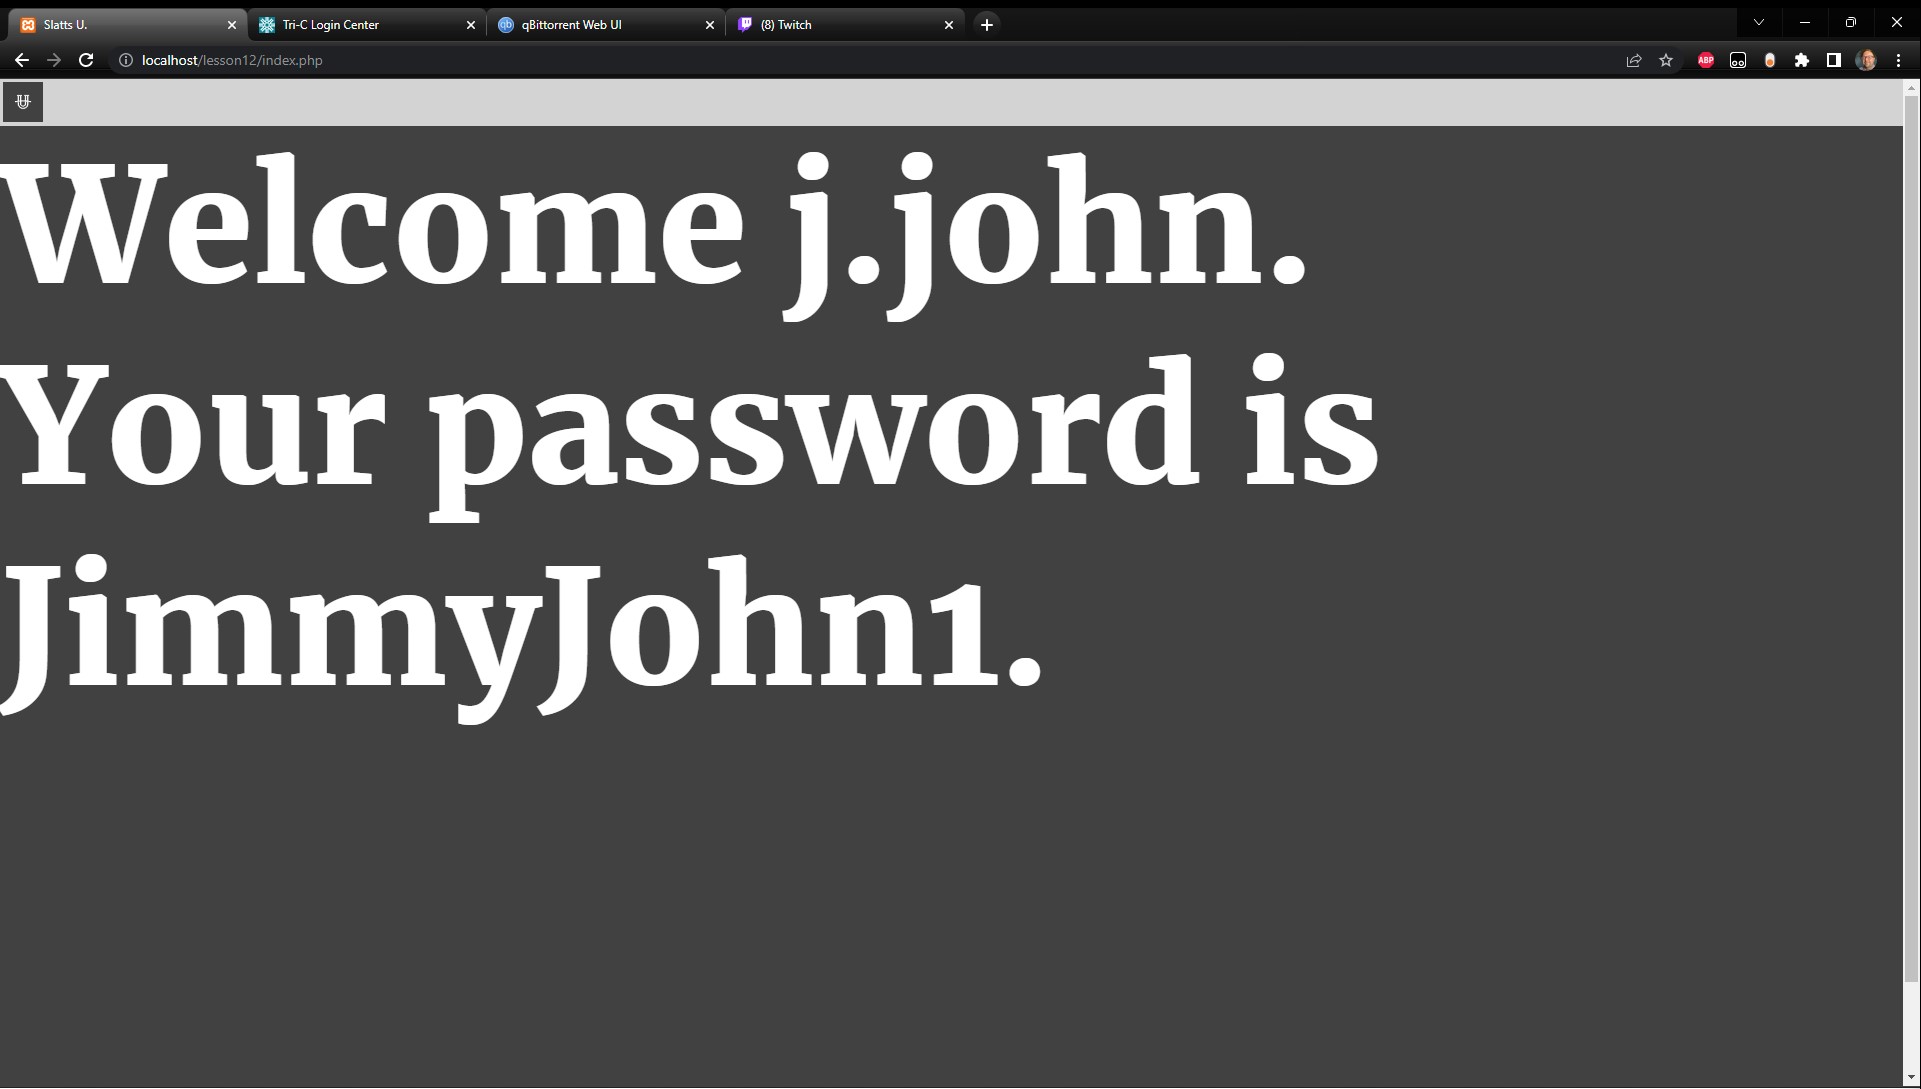 Slatts U.
Tri-C Login Center
qBittorrent Web UI
(8) Twitch
localhost/lesson12/index.php
ABP
Welcome j.john.
Your password is
JimmyJohn1.